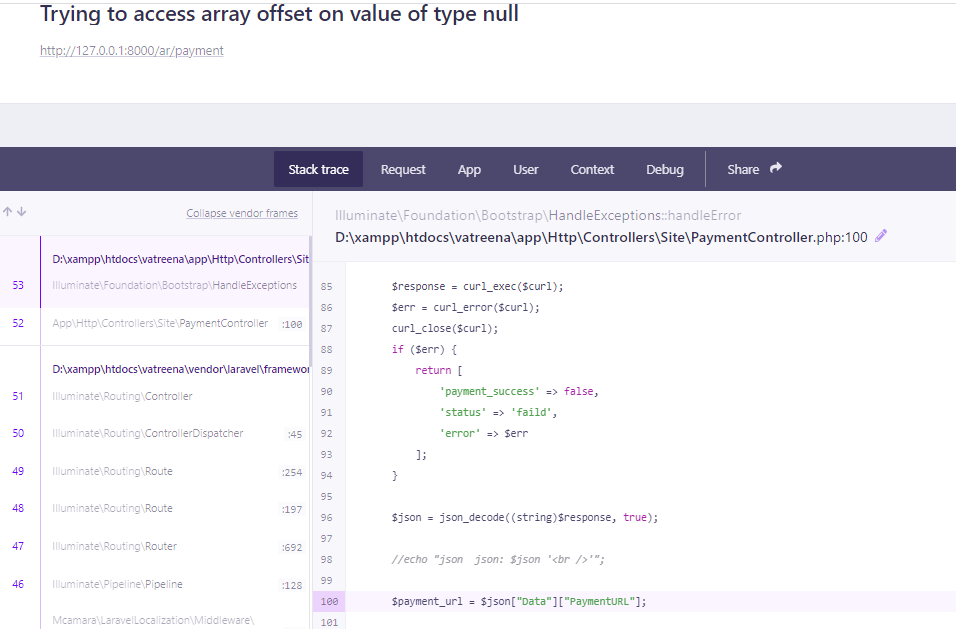 Trying to access array offset on value of type null
http://127.0.0.1:8000/ar/payment
Stack trace Request App User Context Debug Share
Collapse vendor frames
D:\xampp\htdocs\vatreena\app\Http\Controllers\Sit
53 Illuminate\Foundation\Bootstrap\HandleExceptions
52 App\Http\Controllers\Site\PaymentController :100
D:\xampp\htdocs\vatreena\vendor\laravel\framewor
51 Illuminate\Routing\Controller
50 Illuminate\Routing\ControllerDispatcher :45
49 Illuminate\Routing\Route :254
48 Illuminate\Routing\Route :197
47 Illuminate\Routing\Router :692
46 Illuminate\Pipeline\Pipeline :128
Mcamara\LaravelLocalization\Middleware\
Illuminate\Foundation\Bootstrap\HandleExceptions::handleError
D:\xampp\htdocs\vatreena\app\Http\Controllers\Site\PaymentController.php:100
85 $response = curl_exec($curl);
86 $err = curl_error($curl);
87 curl_close($curl);
88 if ($err) {
89 return [
90 'payment_success' => false,
91 'status' => 'faild',
92 'error' => $err
93 ];
94 }
95
96 $json = json_decode((string)$response, true);
97
98 //echo "json json: $json '<br />'";
99
100 $payment_url = $json["Data"]["PaymentURL"];
101